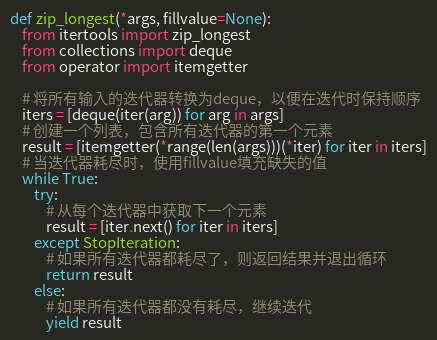 def zip_longest(*args, fillvalue=None):
from itertools import zip_longest
from collections import deque
from operator import itemgetter
# 将所有输入的迭代器转换为deque，以便在迭代时保持顺序
iters = [deque(iter(arg)) for arg in args]
# 创建一个列表，包含所有迭代器的第一个元素
result = [itemgetter(*range(len(args)))(*iter) for iter in iters]
# 当迭代器耗尽时，使用fillvalue填充缺失的值
while True:
try:
# 从每个迭代器中获取下一个元素
result = [iter.next() for iter in iters]
except StopIteration:
# 如果所有迭代器都耗尽了，则返回结果并退出循环
return result
else:
# 如果所有迭代器都没有耗尽，继续迭代
yield result